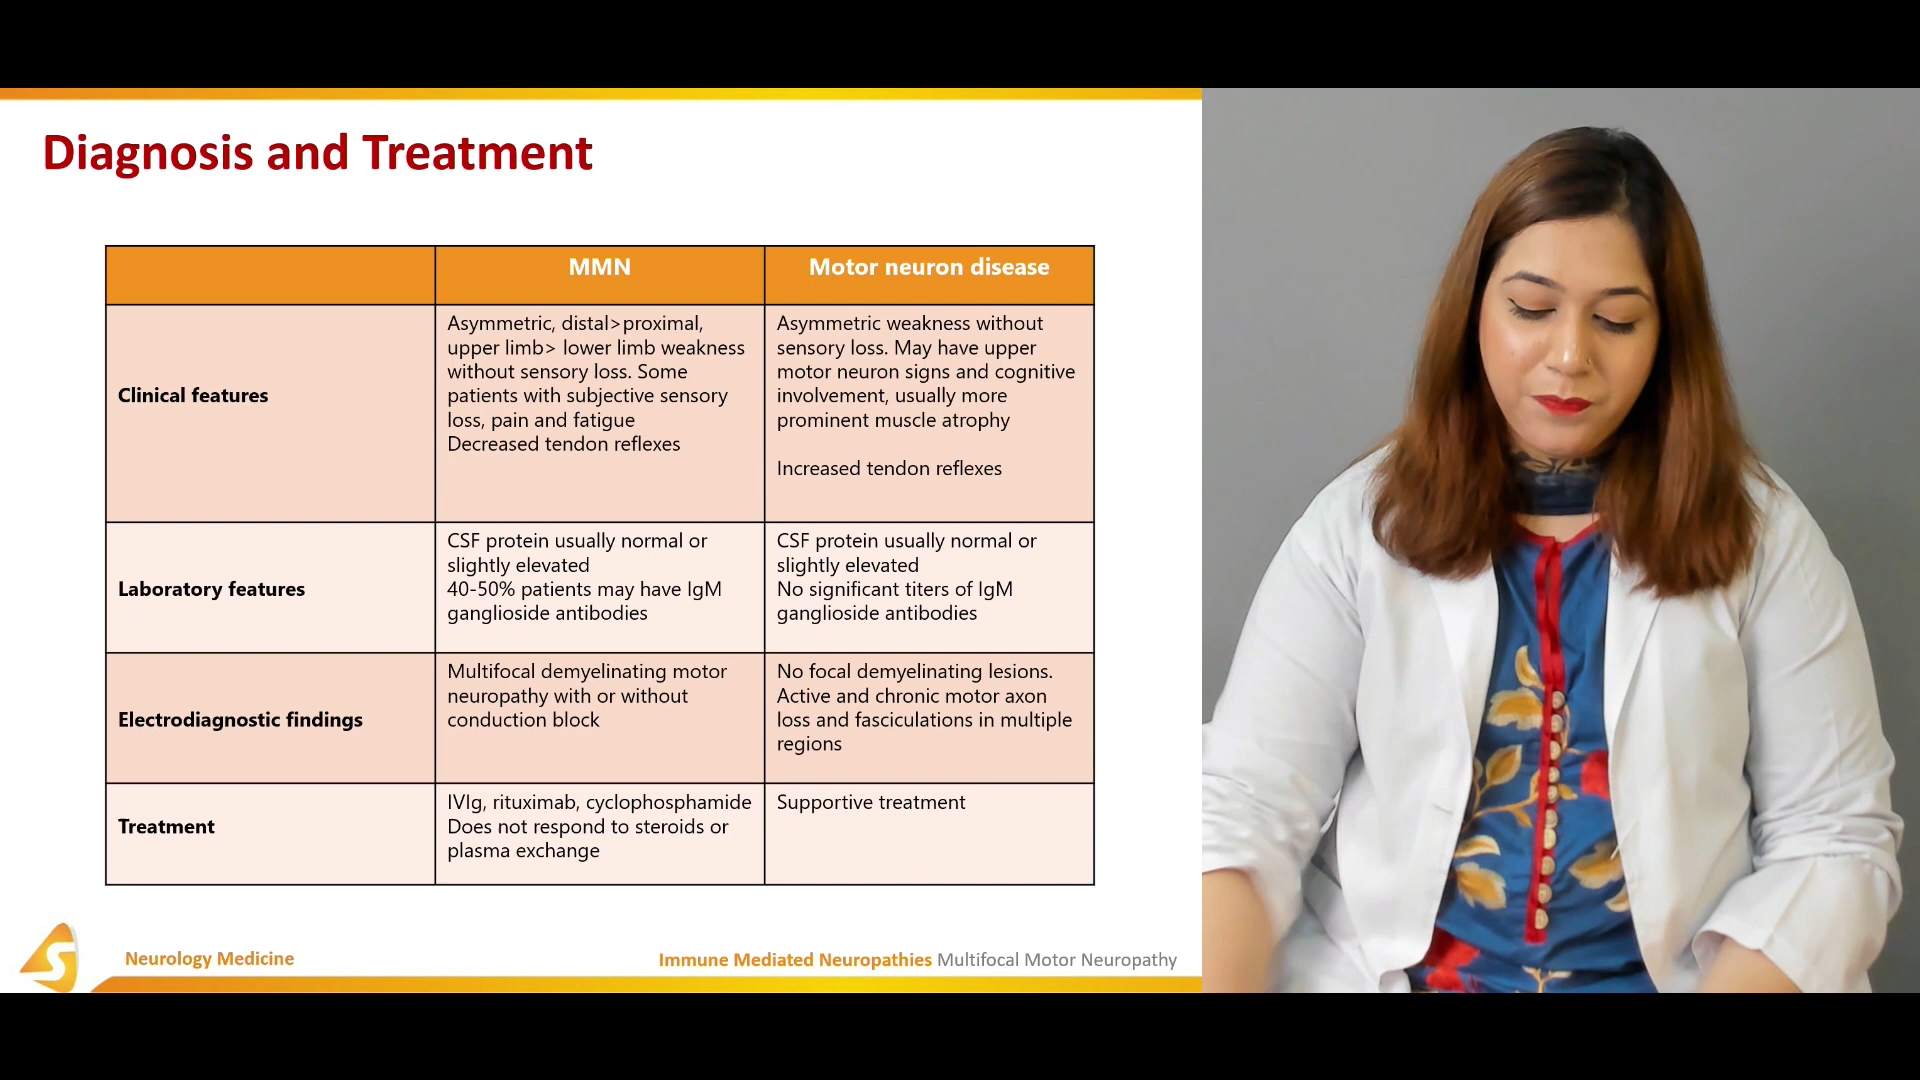 Diagnosis and Treatment
MMN
Motor neuron disease
Clinical features
Asymmetric, distal>proximal,
upper limb> lower limb weakness
without sensory loss. Some
patients with subjective sensory
loss, pain and fatigue
Decreased tendon reflexes
Asymmetric weakness without
sensory loss. May have upper
motor neuron signs and cognitive
involvement, usually more
prominent muscle atrophy
Increased tendon reflexes
Laboratory features
CSF protein usually normal or
slightly elevated
40-50% patients may have IgM
ganglioside antibodies
CSF protein usually normal or
slightly elevated
No significant titers of IgM
ganglioside antibodies
Electrodiagnostic findings
Multifocal demyelinating motor
neuropathy with or without
conduction block
No focal demyelinating lesions.
Active and chronic motor axon
loss and fasciculations in multiple
regions
Treatment
IVIg, rituximab, cyclophosphamide
Does not respond to steroids or
plasma exchange
Supportive treatment
S
Neurology Medicine
Immune Mediated Neuropathies Multifocal Motor Neuropathy